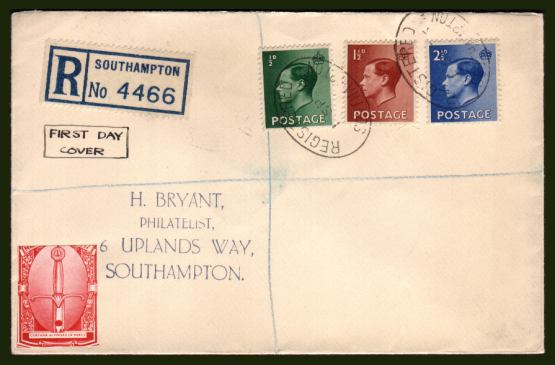 R SOUTHAMPTON
No 4466
½D
POSTAGE
1½D
POSTAGE
2½D
POSTAGE
REGISTERED
FIRST DAY
COVER
H. BRYANT,
PHILATELIST,
6 UPLANDS WAY,
SOUTHAMPTON.